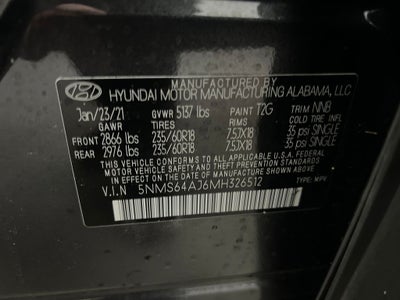 MANUFACTURED BY
HYUNDAI MOTOR MANUFACTURING ALABAMA, LLC.
Jan/23/21 GVWR 5137 lbs PAINT T2G TRIM NNB
GAWR TIRES RIMS COLD TIRE INFL
FRONT 2866 lbs 235/60R18 7.5JX18 35 psi SINGLE
REAR 2976 lbs 235/60R18 7.5JX18 35 psi SINGLE
THIS VEHICLE CONFORMS TO ALL APPLICABLE FEDERAL
MOTOR VEHICLE SAFETY AND THEFT PREVENTION STANDARDS
IN EFFECT ON THE DATE OF MANUFACTURE SHOWN ABOVE.
V.I.N 5NMS64AJ6MH326512 TYPE: MPV